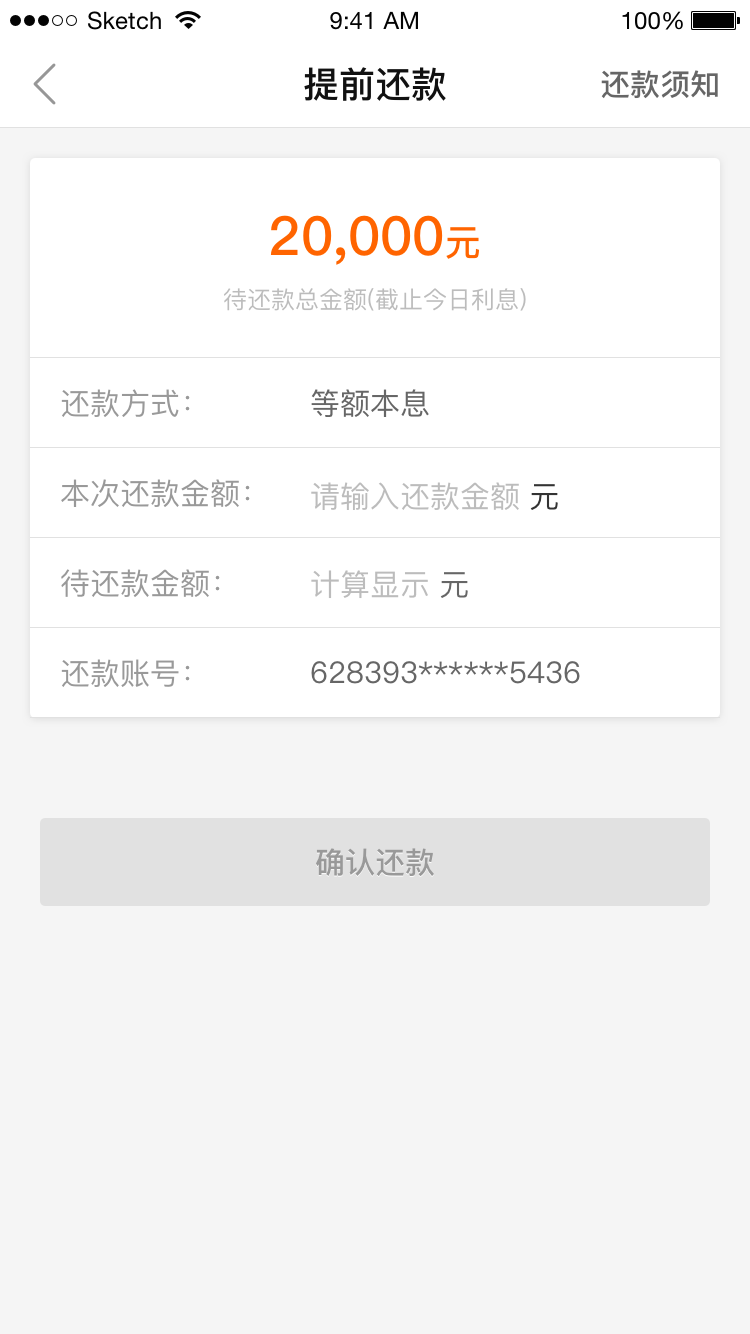 Sketch 9:41 AM 100%
提前还款 还款须知
20,000元
待还款总金额(截止今日利息)
还款方式： 等额本息
本次还款金额： 请输入还款金额 元
待还款金额： 计算显示 元
还款账号： 628393******5436
确认还款